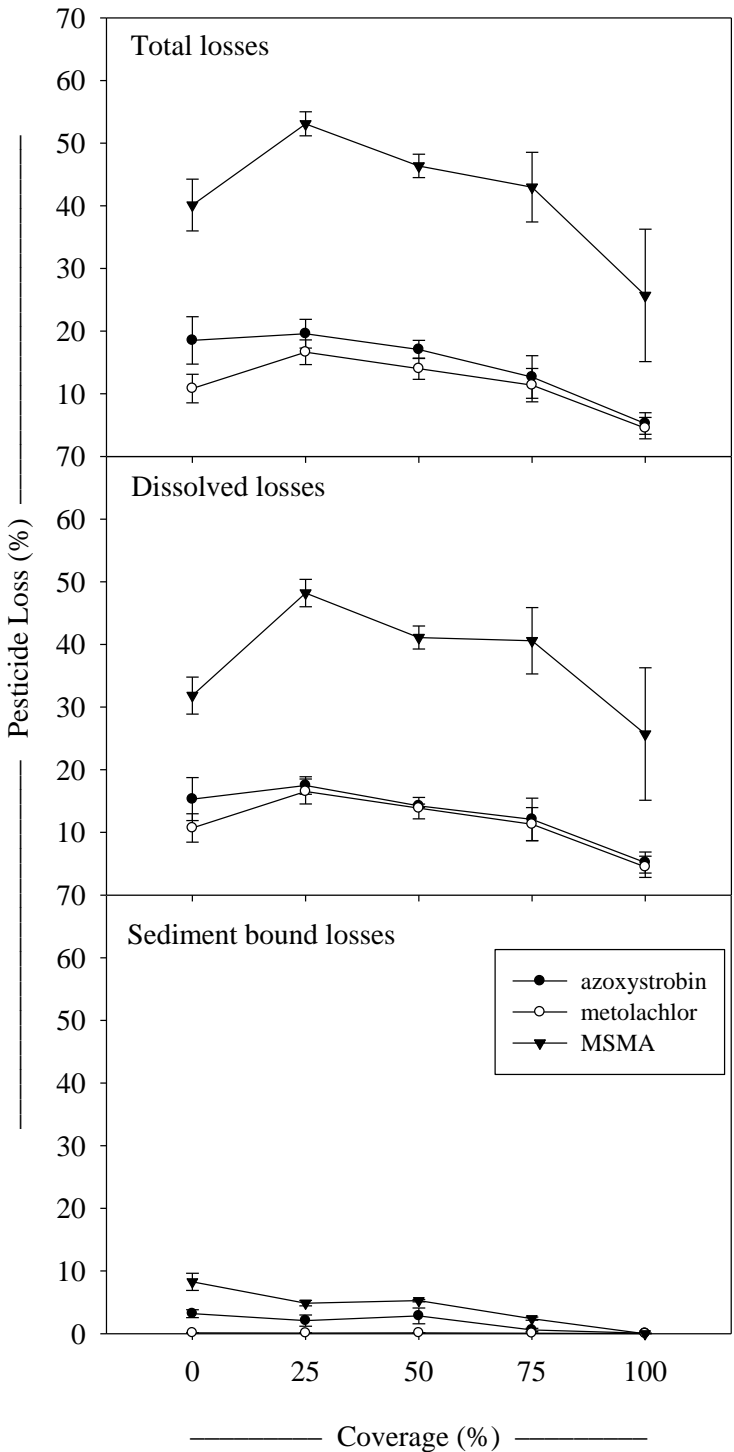 Total losses
70
60
50
40
30
20
10
Dissolved losses
70
60
50
40
30
20
10
Sediment bound losses
70
60
50
40
30
20
10
0
azoxystrobin
metolachlor
MSMA
0 25 50 75 100
Coverage (%)
Pesticide Loss (%)